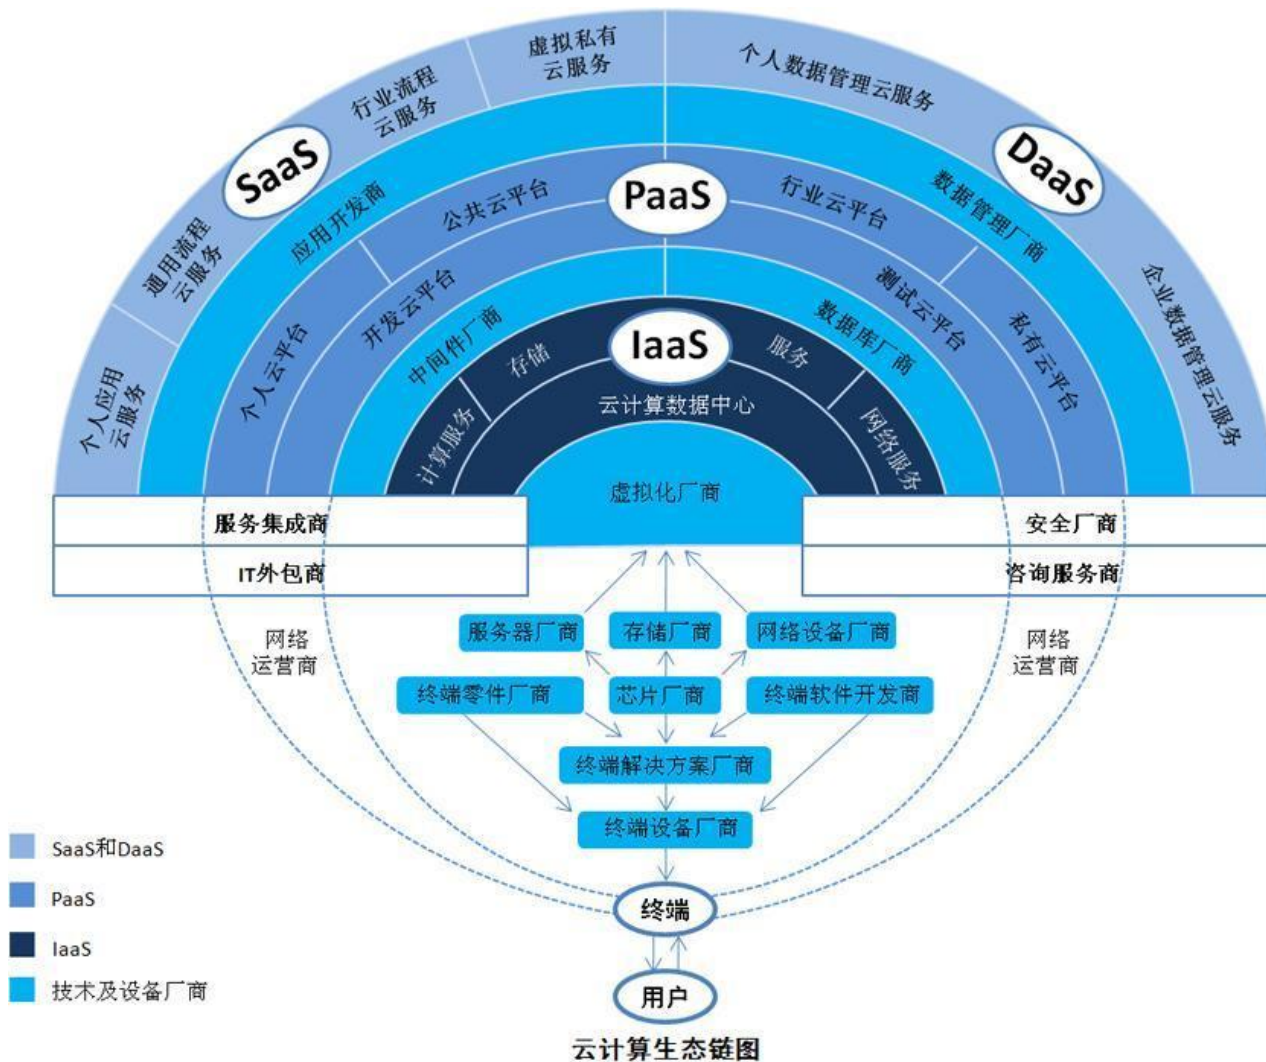 虚拟私有
云服务
个人数据管理云服务
行业流程
云服务
SaaS
DaaS
通用流程
云服务
应用开发商
数据管理厂商
公共云平台
PaaS
行业云平台
企业数据管理云服务
个人应用
云服务
个人云平台
开发云平台
测试云平台
私有云平台
中间件厂商
数据库厂商
存储
IaaS
服务
计算服务
云计算数据中心
网络服务
虚拟化厂商
服务集成商
安全厂商
IT外包商
咨询服务商
网络
运营商
服务器厂商
存储厂商
网络设备厂商
网络
运营商
终端零件厂商
芯片厂商
终端软件开发商
终端解决方案厂商
终端设备厂商
SaaS和DaaS
PaaS
IaaS
技术及设备厂商
终端
用户
云计算生态链图